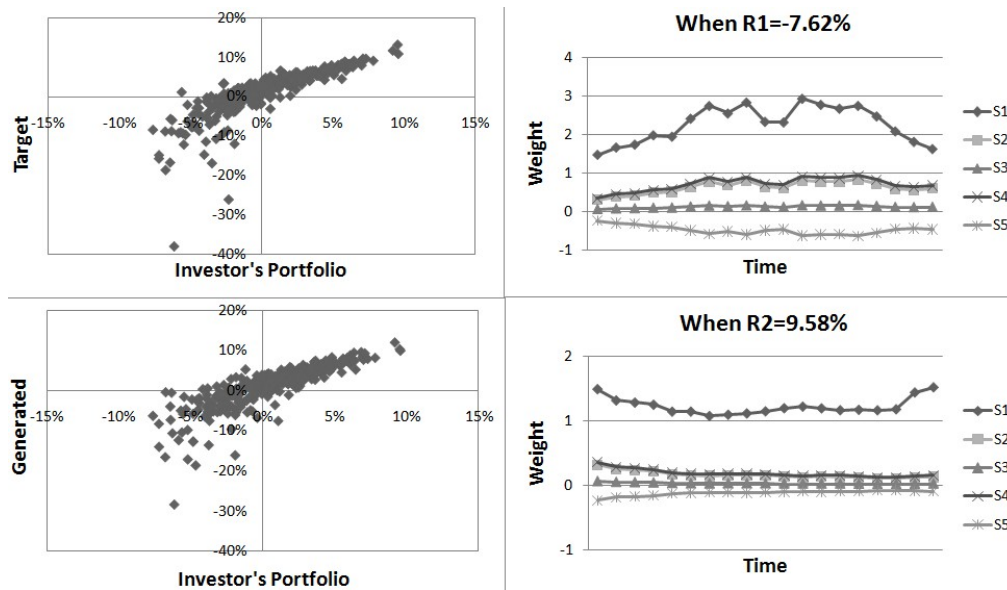 20%
10%
0%
-15%
-10%
-5%
0%
5%
10%
15%
-10%
-20%
-30%
-40%
Target
Investor's Portfolio
When R1=-7.62%
4
3
2
1
0
-1
Weight
Time
S1
S2
S3
S4
S5
20%
10%
0%
-15%
-10%
-5%
0%
5%
10%
15%
-10%
-20%
-30%
-40%
Generated
Investor's Portfolio
When R2=9.58%
2
1
0
-1
Weight
Time
S1
S2
S3
S4
S5